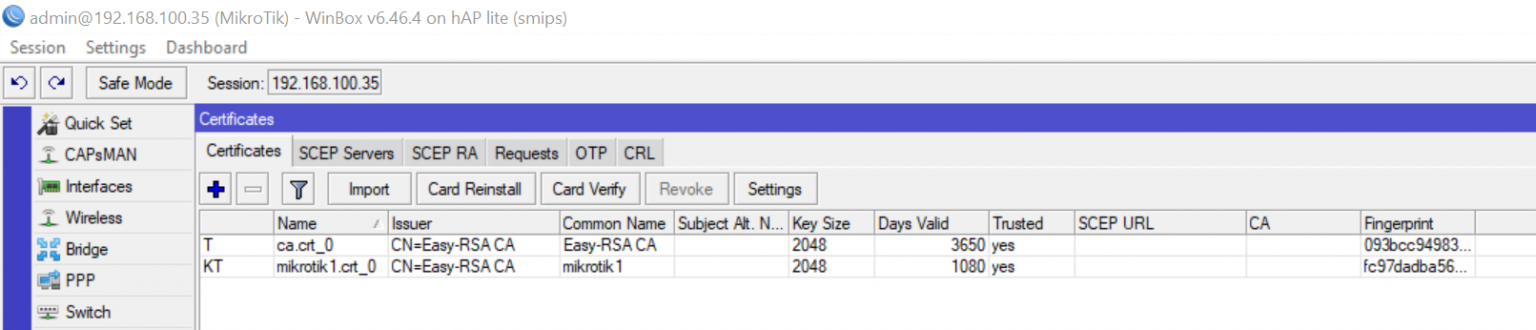 admin@192.168.100.35 (MikroTik) - WinBox v6.46.4 on hAP lite (smips)
Session Settings Dashboard
Safe Mode Session: 192.168.100.35
Quick Set
CAPsMAN
Interfaces
Wireless
Bridge
PPP
Switch
Certificates
Certificates SCEP Servers SCEP RA Requests OTP CRL
Import Card Reinstall Card Verify Revoke Settings
Name Issuer Common Name Subject Alt. N... Key Size Days Valid Trusted SCEP URL CA Fingerprint
T ca.crt_0 CN=Easy-RSA CA Easy-RSA CA 2048 3650 yes 093bcc94983...
KT mikrotik1.crt_0 CN=Easy-RSA CA mikrotik1 2048 1080 yes fc97dadba56...